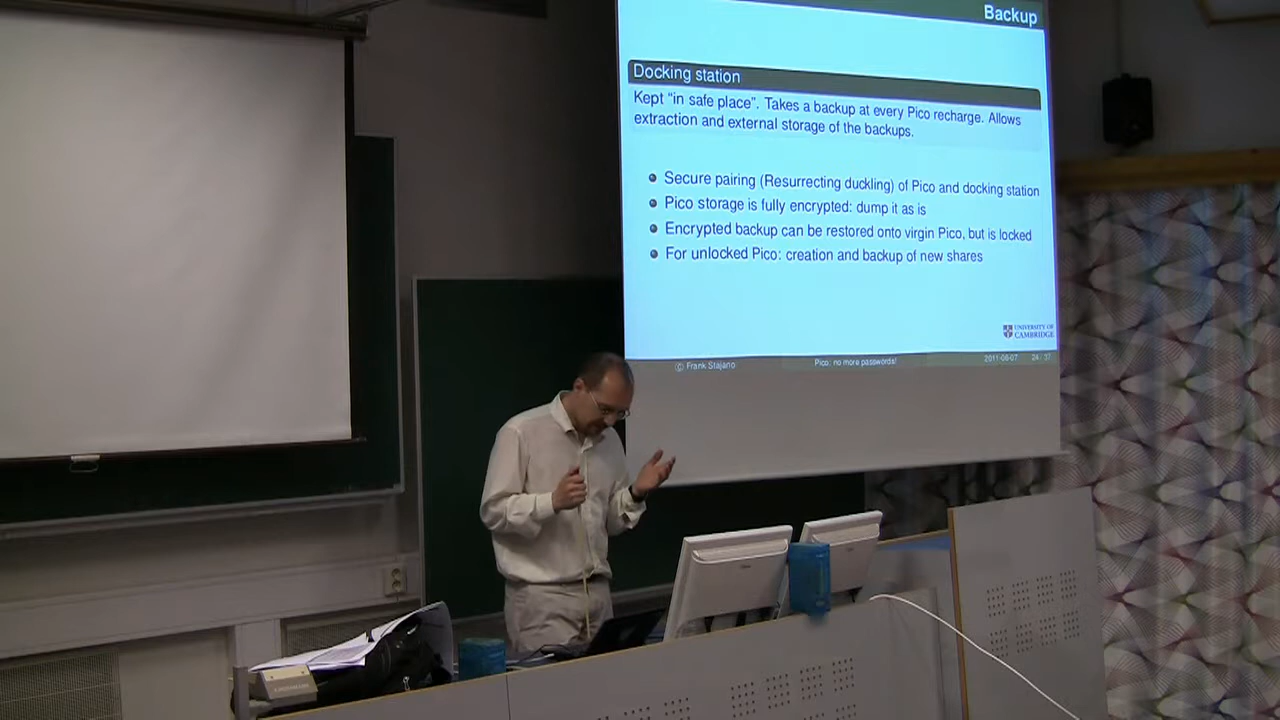 Backup
Docking station
Kept “in safe place”. Takes a backup at every Pico recharge. Allows
extraction and external storage of the backups.
Secure pairing (Resurrecting duckling) of Pico and docking station
Pico storage is fully encrypted: dump it as is
Encrypted backup can be restored onto virgin Pico, but is locked
For unlocked Pico: creation and backup of new shares
UNIVERSITY OF
CAMBRIDGE
© Frank Stajano
Pico: no more passwords!
2011-06-07 24 / 37